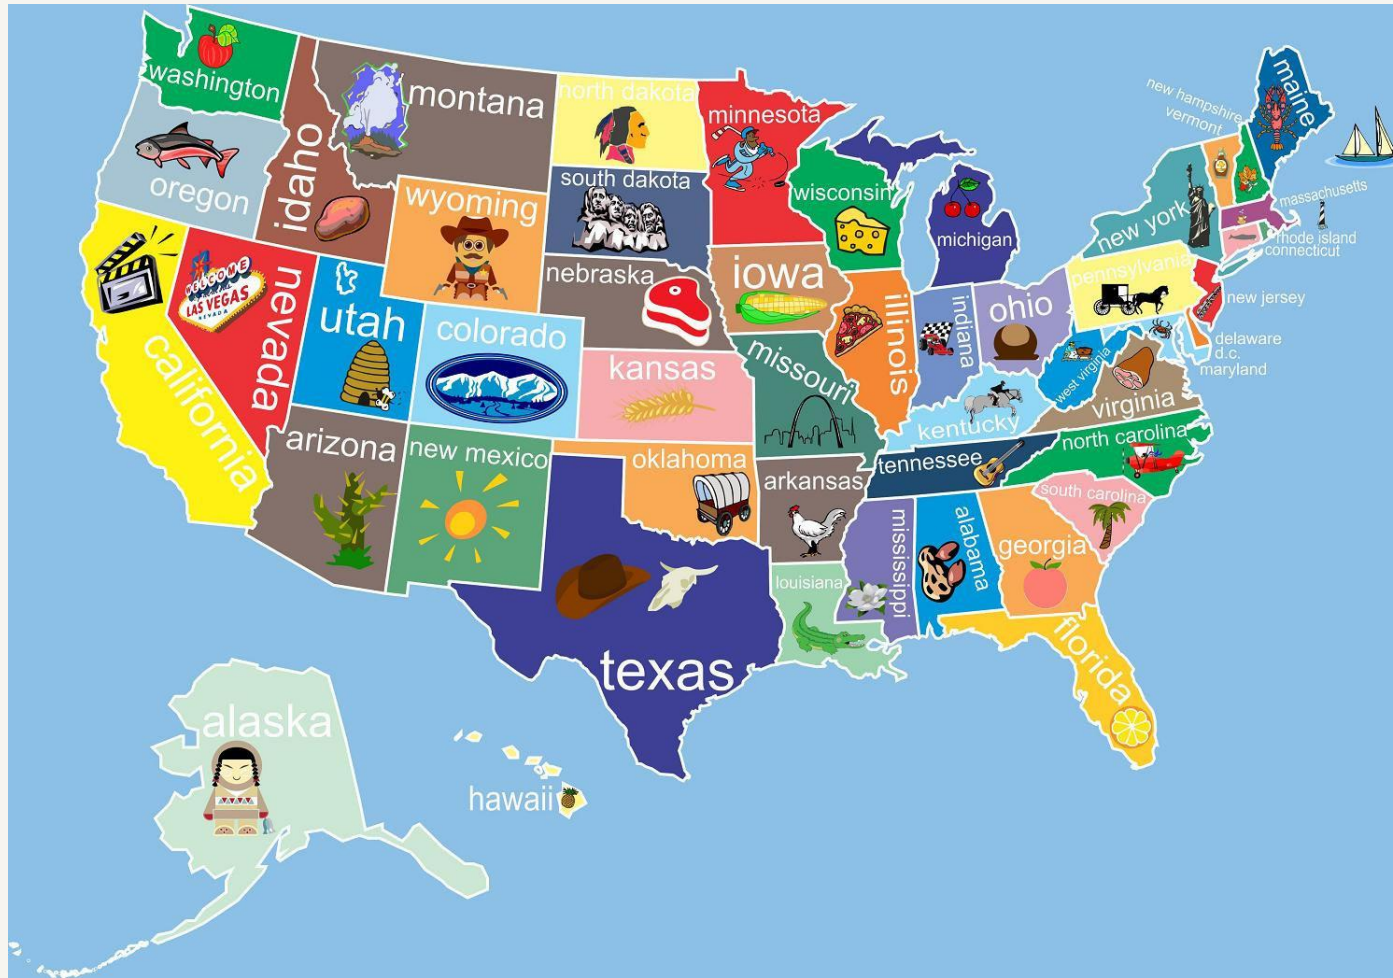 washington
montana
north dakota
minnesota
maine
new hampshire
vermont
oregon
idaho
wyoming
south dakota
wisconsin
michigan
new york
massachusetts
rhode island
connecticut
nebraska
iowa
illinois
indiana
ohio
pennsylvania
new jersey
WELCOME
LAS VEGAS
NEVADA
nevada
utah
colorado
kansas
missouri
west virginia
virginia
delaware
d.c.
maryland
california
kentucky
arizona
new mexico
oklahoma
arkansas
tennessee
north carolina
south carolina
mississippi
alabama
georgia
louisiana
florida
texas
alaska
hawaii